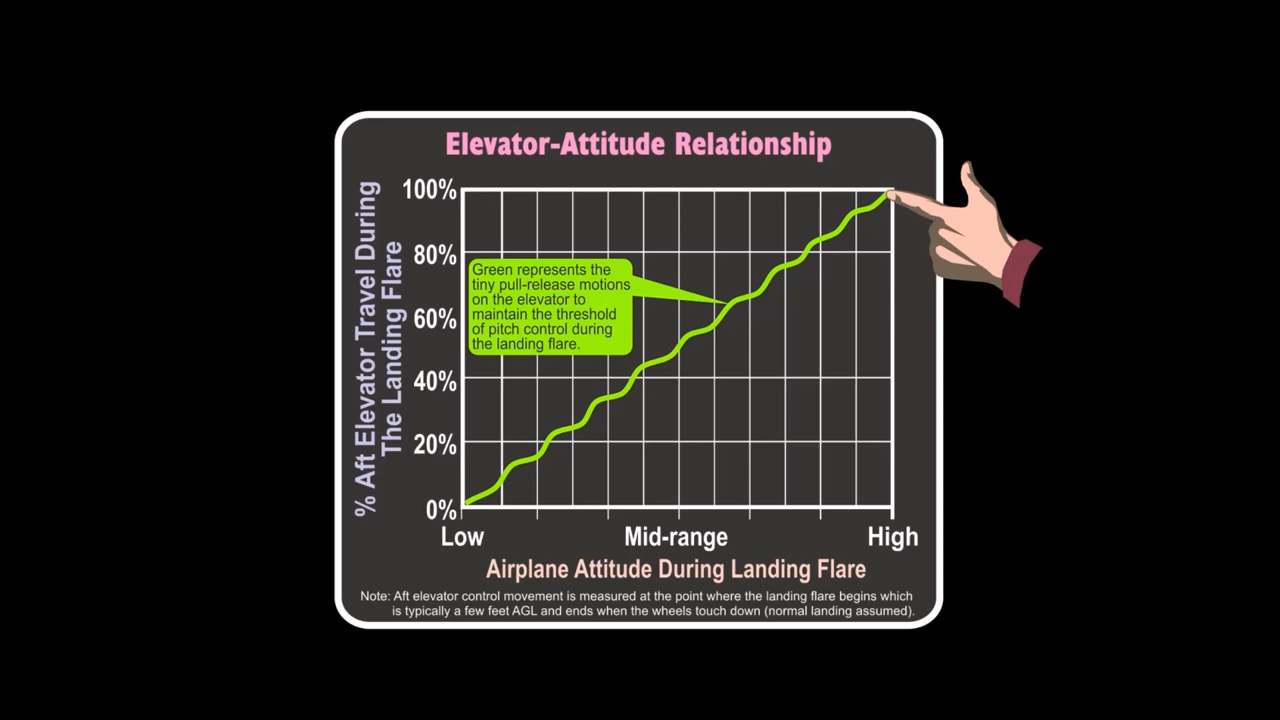 Elevator-Attitude Relationship
% Aft Elevator Travel During
The Landing Flare
100%
80%
60%
40%
20%
0%
Green represents the
tiny pull-release motions
on the elevator to
maintain the threshold
of pitch control during
the landing flare.
Low Mid-range High
Airplane Attitude During Landing Flare
Note: Aft elevator control movement is measured at the point where the landing flare begins which
is typically a few feet AGL and ends when the wheels touch down (normal landing assumed).